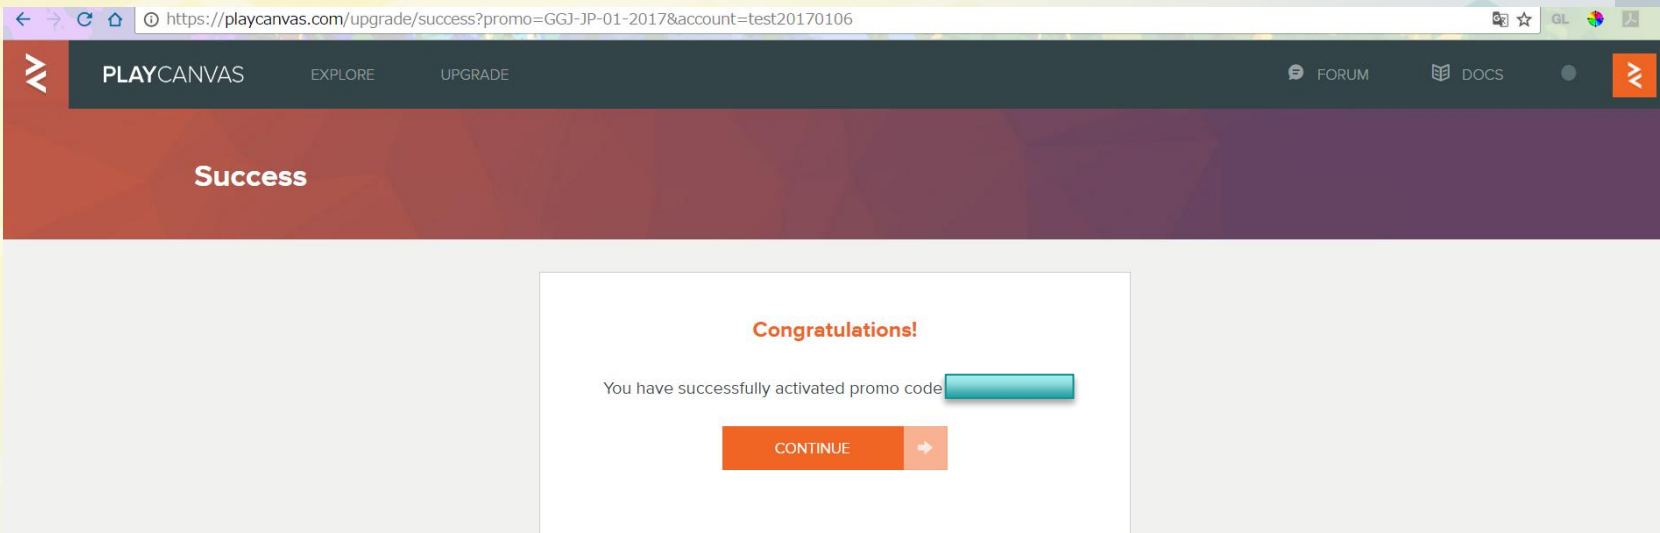 https://playcanvas.com/upgrade/success?promo=GGJ-JP-01-2017&account=test20170106
GL
PLAYCANVAS EXPLORE UPGRADE FORUM DOCS
Success
Congratulations!
You have successfully activated promo code
CONTINUE